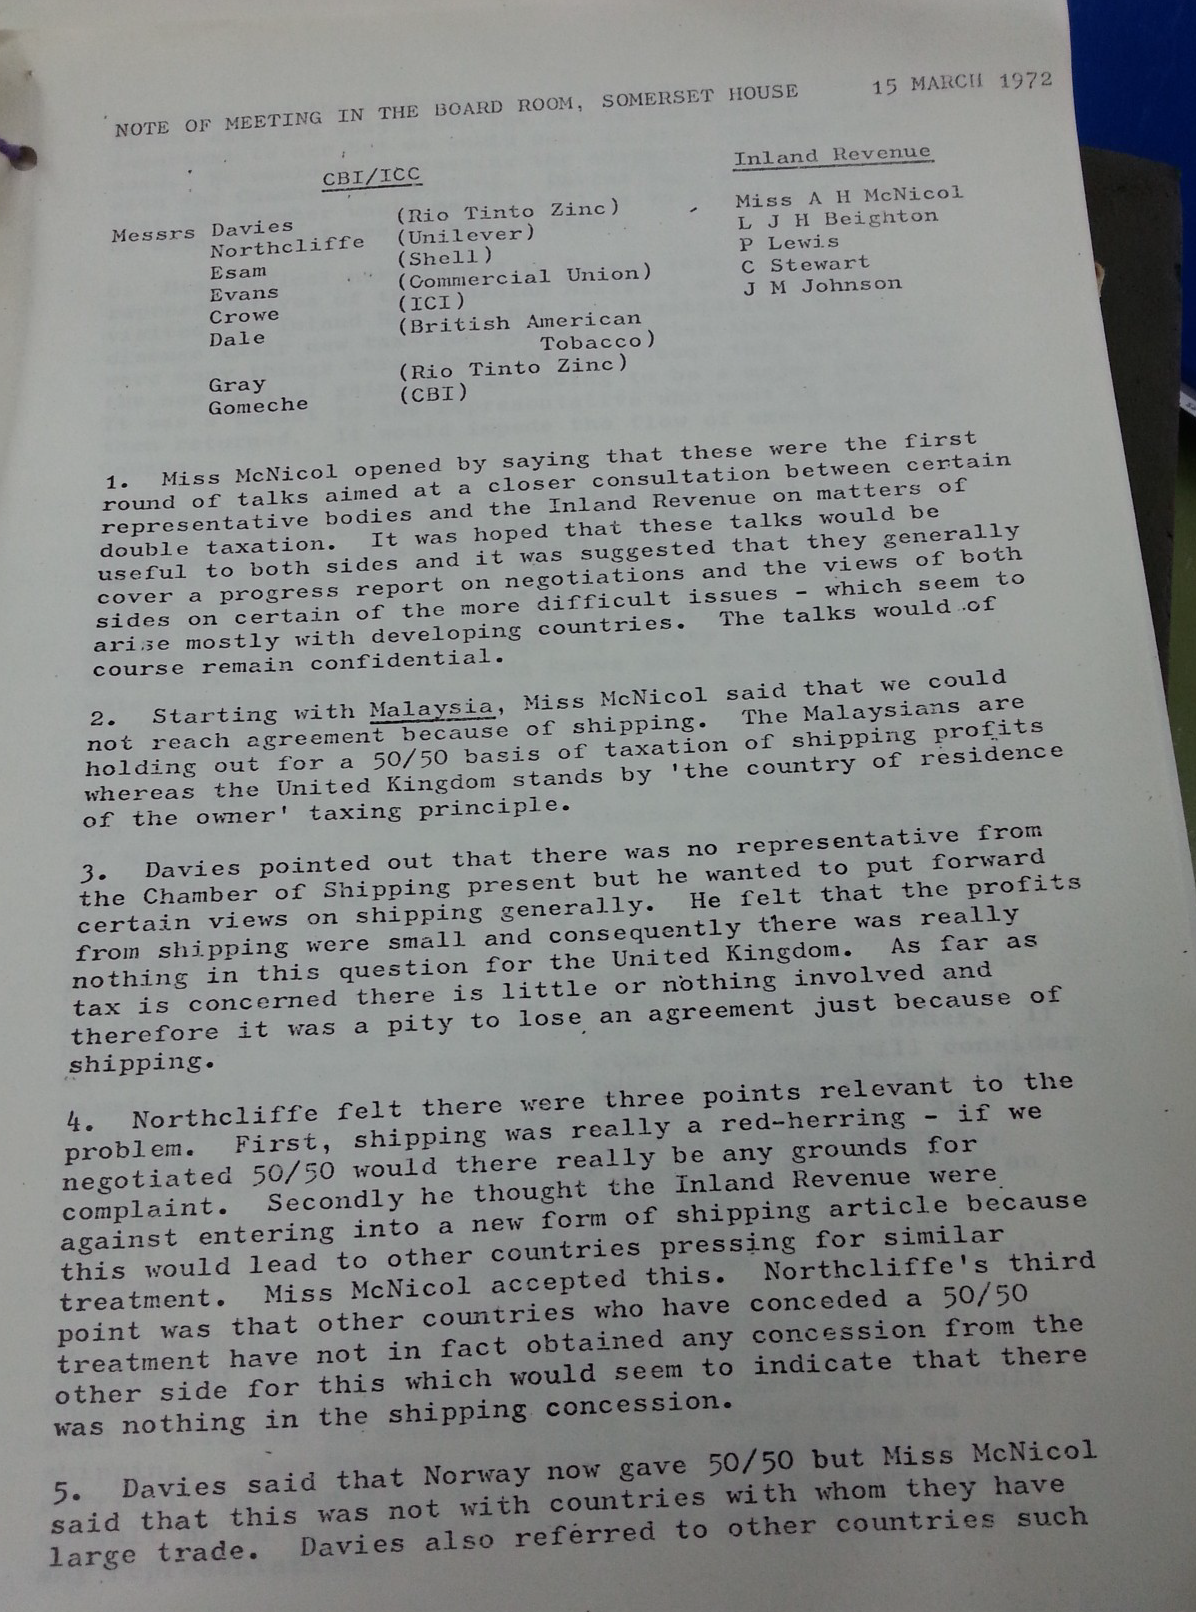 NOTE OF MEETING IN THE BOARD ROOM, SOMERSET HOUSE 15 MARCH 1972
CBI/ICC Inland Revenue
Messrs Davies (Rio Tinto Zinc) Miss A H McNicol
Northcliffe (Unilever) L J H Beighton
Esam (Shell) P Lewis
Evans (Commercial Union) C Stewart
Crowe (ICI) J M Johnson
Dale (British American
Tobacco)
Gray (Rio Tinto Zinc)
Gomeche (CBI)
1. Miss McNicol opened by saying that these were the first
round of talks aimed at a closer consultation between certain
representative bodies and the Inland Revenue on matters of
double taxation. It was hoped that these talks would be
useful to both sides and it was suggested that they generally
cover a progress report on negotiations and the views of both
sides on certain of the more difficult issues - which seem to
arise mostly with developing countries. The talks would of
course remain confidential.
2. Starting with Malaysia, Miss McNicol said that we could
not reach agreement because of shipping. The Malaysians are
holding out for a 50/50 basis of taxation of shipping profits
whereas the United Kingdom stands by 'the country of residence
of the owner' taxing principle.
3. Davies pointed out that there was no representative from
the Chamber of Shipping present but he wanted to put forward
certain views on shipping generally. He felt that the profits
from shipping were small and consequently there was really
nothing in this question for the United Kingdom. As far as
tax is concerned there is little or nothing involved and
therefore it was a pity to lose an agreement just because of
shipping.
4. Northcliffe felt there were three points relevant to the
problem. First, shipping was really a red-herring - if we
negotiated 50/50 would there really be any grounds for
complaint. Secondly he thought the Inland Revenue were
against entering into a new form of shipping article because
this would lead to other countries pressing for similar
treatment. Miss McNicol accepted this. Northcliffe's third
point was that other countries who have conceded a 50/50
treatment have not in fact obtained any concession from the
other side for this which would seem to indicate that there
was nothing in the shipping concession.
5. Davies said that Norway now gave 50/50 but Miss McNicol
said that this was not with countries with whom they have
large trade. Davies also referred to other countries such